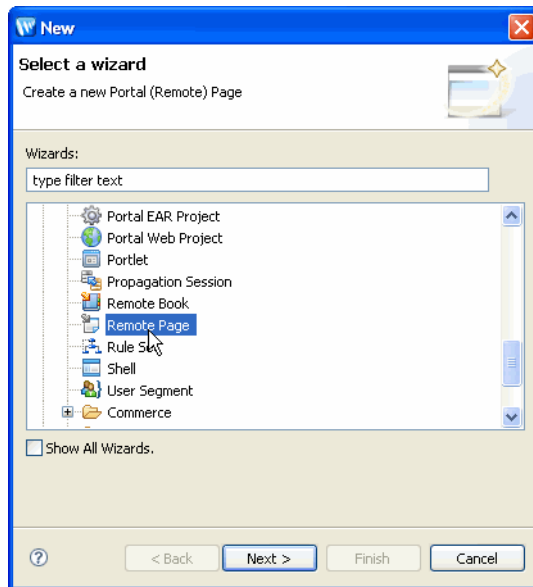 New
Select a wizard
Create a new Portal (Remote) Page
Wizards:
type filter text
Portal EAR Project
Portal Web Project
Portlet
Propagation Session
Remote Book
Remote Page
Rule Set
Shell
User Segment
Commerce
Show All Wizards.
< Back Next > Finish Cancel